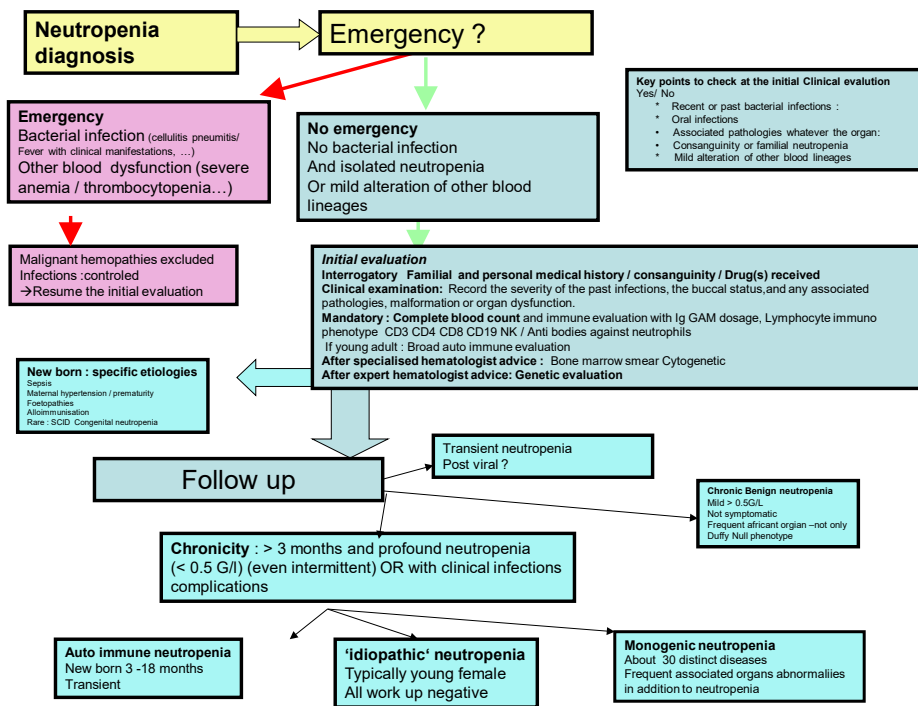 Neutropenia
diagnosis
Emergency ?
Key points to check at the initial Clinical evalution
Yes/ No
* Recent or past bacterial infections :
* Oral infections
• Associated pathologies whatever the organ:
• Consanguinity or familial neutropenia
* Mild alteration of other blood lineages
Emergency
Bacterial infection (cellulitis pneumitis/
Fever with clinical manifestations, ...)
Other blood dysfunction (severe
anemia / thrombocytopenia...)
No emergency
No bacterial infection
And isolated neutropenia
Or mild alteration of other blood
lineages
Malignant hemopathies excluded
Infections :controled
→Resume the initial evaluation
Initial evaluation
Interrogatory Familial and personal medical history / consanguinity / Drug(s) received
Clinical examination: Record the severity of the past infections, the buccal status,and any associated
pathologies, malformation or organ dysfunction.
Mandatory : Complete blood count and immune evaluation with Ig GAM dosage, Lymphocyte immuno
phenotype CD3 CD4 CD8 CD19 NK / Anti bodies against neutrophils
If young adult : Broad auto immune evaluation
After specialised hematologist advice : Bone marrow smear Cytogenetic
After expert hematologist advice: Genetic evaluation
New born : specific etiologies
Sepsis
Maternal hypertension / prematurity
Foetopathies
Alloimmunisation
Rare : SCID Congenital neutropenia
Follow up
Transient neutropenia
Post viral ?
Chronic Benign neutropenia
Mild > 0.5G/L
Not symptomatic
Frequent africant orgian –not only
Duffy Null phenotype
Chronicity : > 3 months and profound neutropenia
(< 0.5 G/l) (even intermittent) OR with clinical infections
complications
Auto immune neutropenia
New born 3 -18 months
Transient
'idiopathic' neutropenia
Typically young female
All work up negative
Monogenic neutropenia
About 30 distinct diseases
Frequent associated organs abnormaliies
in addition to neutropenia